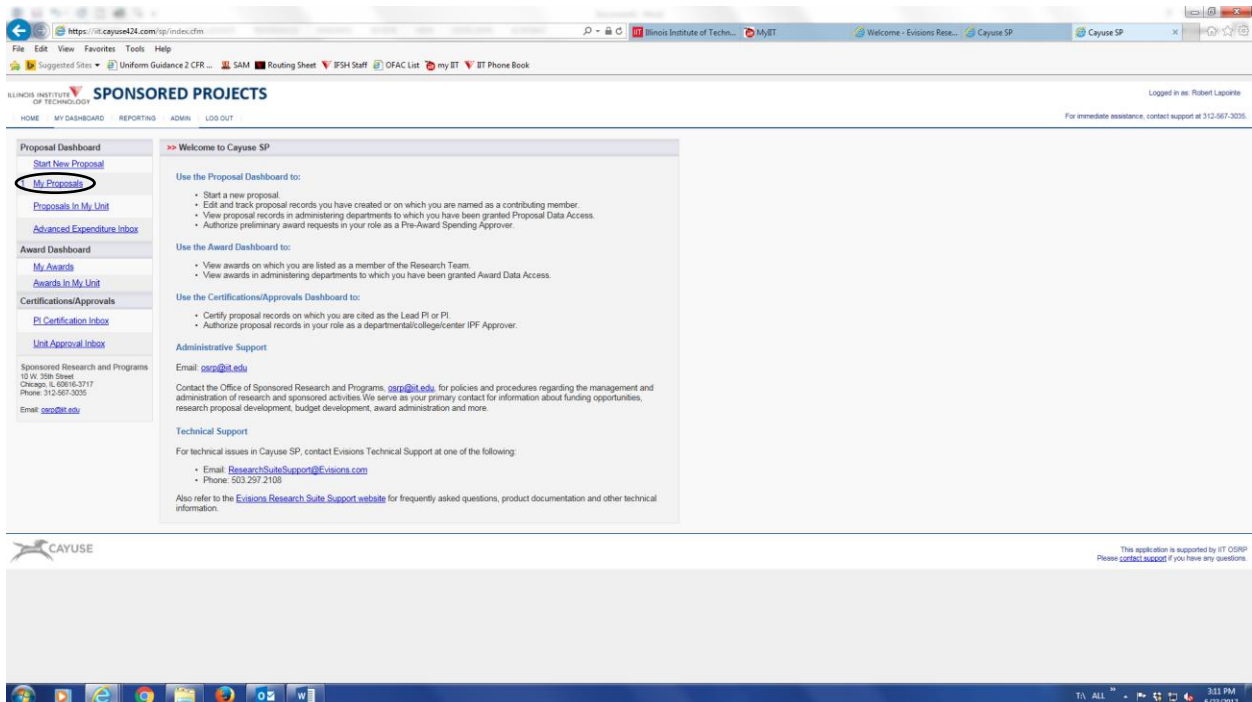 https://iit.cayuse424.com/sp/index.cfm
Illinois Institute of Techn...
MyIIT
Welcome - Evisions Rese...
Cayuse SP
Cayuse SP
File Edit View Favorites Tools Help
Suggested Sites
Uniform Guidance 2 CFR ...
SAM
Routing Sheet
IFSH Staff
OFAC List
my IIT
IIT Phone Book
ILLINOIS INSTITUTE
OF TECHNOLOGY
SPONSORED PROJECTS
Logged in as: Robert Lapointe
HOME MY DASHBOARD REPORTING ADMIN LOG OUT
For immediate assistance, contact support at 312-567-3035.
Proposal Dashboard
Start New Proposal
1 My Proposals
Proposals In My Unit
Advanced Expenditure Inbox
Award Dashboard
My Awards
Awards In My Unit
Certifications/Approvals
PI Certification Inbox
Unit Approval Inbox
Sponsored Research and Programs
10 W. 35th Street
Chicago, IL 60616-3717
Phone: 312-567-3035
Email: osrp@iit.edu
>> Welcome to Cayuse SP
Use the Proposal Dashboard to:
• Start a new proposal.
• Edit and track proposal records you have created or on which you are named as a contributing member.
• View proposal records in administering departments to which you have been granted Proposal Data Access.
• Authorize preliminary award requests in your role as a Pre-Award Spending Approver.
Use the Award Dashboard to:
• View awards on which you are listed as a member of the Research Team.
• View awards in administering departments to which you have been granted Award Data Access.
Use the Certifications/Approvals Dashboard to:
• Certify proposal records on which you are cited as the Lead PI or PI.
• Authorize proposal records in your role as a departmental/college/center IPF Approver.
Administrative Support
Email: osrp@iit.edu
Contact the Office of Sponsored Research and Programs, osrp@iit.edu, for policies and procedures regarding the management and
administration of research and sponsored activities.We serve as your primary contact for information about funding opportunities,
research proposal development, budget development, award administration and more.
Technical Support
For technical issues in Cayuse SP, contact Evisions Technical Support at one of the following:
• Email: ResearchSuiteSupport@Evisions.com
• Phone: 503.297.2108
Also refer to the Evisions Research Suite Support website for frequently asked questions, product documentation and other technical
information.
CAYUSE
This application is supported by IIT OSRP
Please contact support if you have any questions.
ALL
3:11 PM